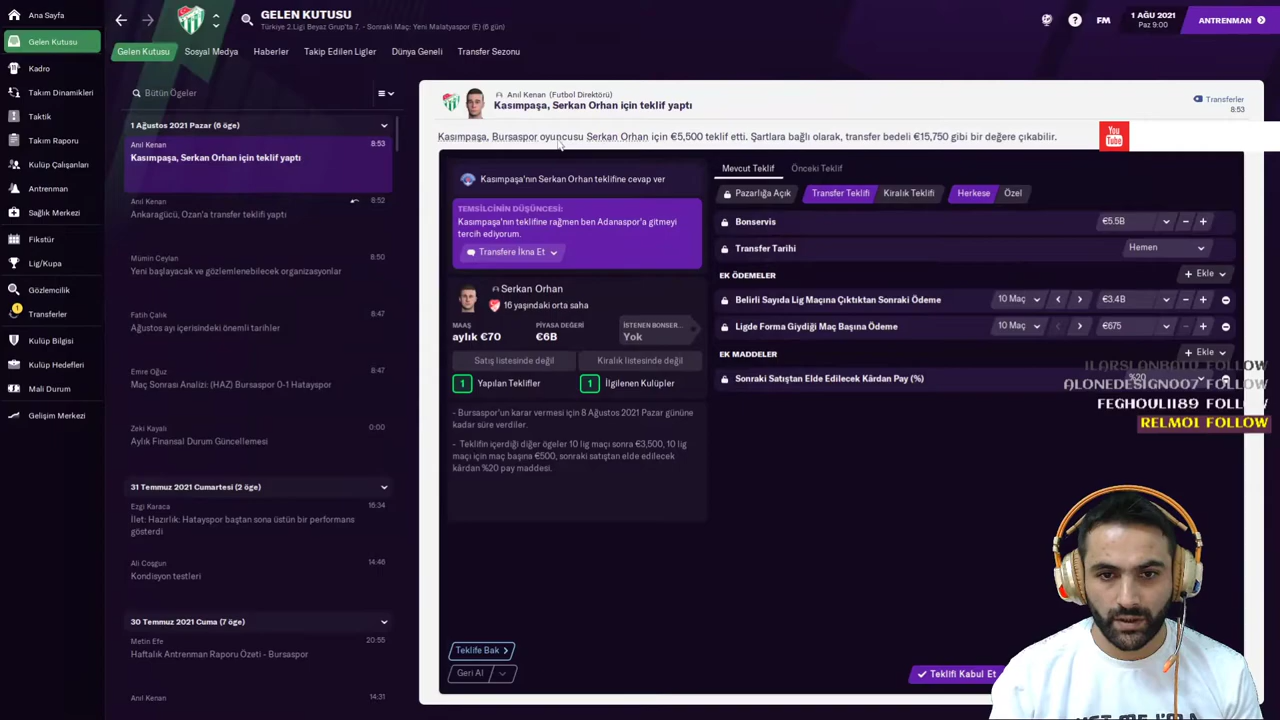 Ana Sayfa
Gelen Kutusu
Kadro
Takım Dinamikleri
Taktik
Takım Raporu
Kulüp Çalışanları
Antrenman
Sağlık Merkezi
Fikstür
Lig/Kupa
Gözlemcilik
1
Transferler
Kulüp Bilgisi
Kulüp Hedefleri
Mali Durum
Gelişim Merkezi
GELEN KUTUSU
Türkiye 2.Ligi Beyaz Grup'ta 7. - Sonraki Maç: Yeni Malatyaspor (E) (6 gün)
FM
1 AĞU 2021
Paz 9:00
ANTRENMAN
Gelen Kutusu
Sosyal Medya
Haberler
Takip Edilen Ligler
Dünya Geneli
Transfer Sezonu
Bütün Ögeler
1 Ağustos 2021 Pazar (6 öge)
Anıl Kenan 8:53
Kasımpaşa, Serkan Orhan için teklif yaptı
Anıl Kenan 8:52
Ankaragücü, Ozan'a transfer teklifi yaptı
Mümin Ceylan 8:50
Yeni başlayacak ve gözlemlenebilecek organizasyonlar
Fatih Çalık 8:47
Ağustos ayı içerisindeki önemli tarihler
Emre Oğuz 8:47
Maç Sonrası Analizi: (HAZ) Bursaspor 0-1 Hatayspor
Zeki Kayalı 0:00
Aylık Finansal Durum Güncellemesi
31 Temmuz 2021 Cumartesi (2 öge)
Ezgi Karaca 16:34
İlet: Hazırlık: Hatayspor baştan sona üstün bir performans
gösterdi
Ali Coşgun 14:46
Kondisyon testleri
30 Temmuz 2021 Cuma (7 öge)
Metin Efe 20:55
Haftalık Antrenman Raporu Özeti - Bursaspor
Anıl Kenan 14:31
Anıl Kenan (Futbol Direktörü)
Kasımpaşa, Serkan Orhan için teklif yaptı
Transferler
8:53
Kasımpaşa, Bursaspor oyuncusu Serkan Orhan için €5,500 teklif etti. Şartlara bağlı olarak, transfer bedeli €15,750 gibi bir değere çıkabilir.
You
Tube
Kasımpaşa'nın Serkan Orhan teklifine cevap ver
TEMSİLCİNİN DÜŞÜNCESİ:
Kasımpaşa'nın teklifine rağmen ben Adanaspor'a gitmeyi
tercih ediyorum.
Transfere İkna Et
Serkan Orhan
16 yaşındaki orta saha
MAAŞ
aylık €70
PİYASA DEĞERİ
€6B
İSTENEN BONSER...
Yok
Satış listesinde değil
Kiralık listesinde değil
1 Yapılan Teklifler
1 İlgilenen Kulüpler
- Bursaspor'un karar vermesi için 8 Ağustos 2021 Pazar gününe
kadar süre verdiler.
- Teklifin içerdiği diğer ögeler 10 lig maçı sonra €3,500, 10 lig
maçı için maç başına €500, sonraki satıştan elde edilecek
kârdan %20 pay maddesi.
Teklife Bak
Geri Al
Mevcut Teklif
Önceki Teklif
Pazarlığa Açık
Transfer Teklifi
Kiralık Teklifi
Herkese
Özel
Bonservis €5.5B
Transfer Tarihi Hemen
EK ÖDEMELER + Ekle
Belirli Sayıda Lig Maçına Çıktıktan Sonraki Ödeme 10 Maç €3.4B
Ligde Forma Giydiği Maç Başına Ödeme 10 Maç €675
EK MADDELER + Ekle
Sonraki Satıştan Elde Edilecek Kârdan Pay (%) %20
ILARSLANBATU FOLLOW
ALONEDESIGN007 FOLLOW
FEGHOULI189 FOLLOW
RELMO1 FOLLOW
Teklifi Kabul Et